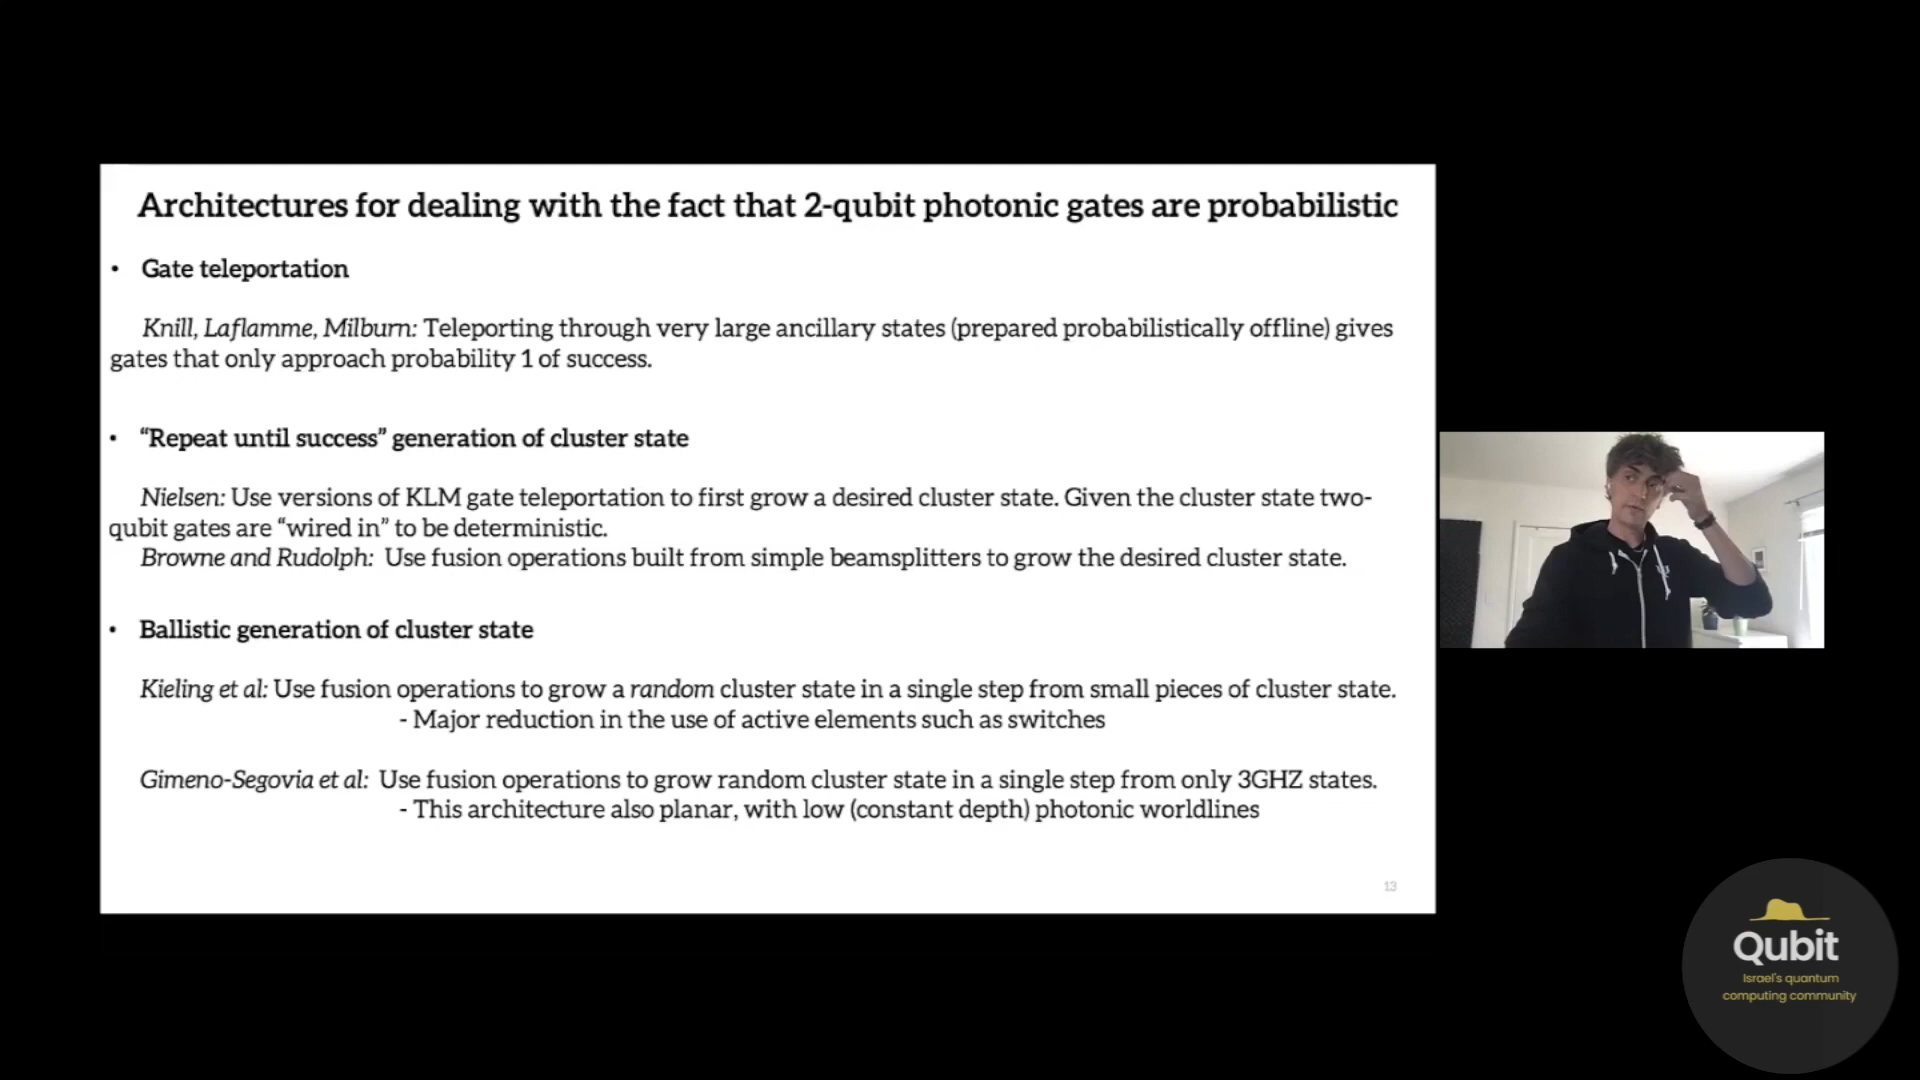 Architectures for dealing with the fact that 2-qubit photonic gates are probabilistic
• Gate teleportation
Knill, Laflamme, Milburn: Teleporting through very large ancillary states (prepared probabilistically offline) gives
gates that only approach probability 1 of success.
• “Repeat until success” generation of cluster state
Nielsen: Use versions of KLM gate teleportation to first grow a desired cluster state. Given the cluster state two-
qubit gates are “wired in” to be deterministic.
Browne and Rudolph: Use fusion operations built from simple beamsplitters to grow the desired cluster state.
• Ballistic generation of cluster state
Kieling et al: Use fusion operations to grow a random cluster state in a single step from small pieces of cluster state.
- Major reduction in the use of active elements such as switches
Gimeno-Segovia et al: Use fusion operations to grow random cluster state in a single step from only 3GHZ states.
- This architecture also planar, with low (constant depth) photonic worldlines
13
Qubit
Israel's quantum
computing community